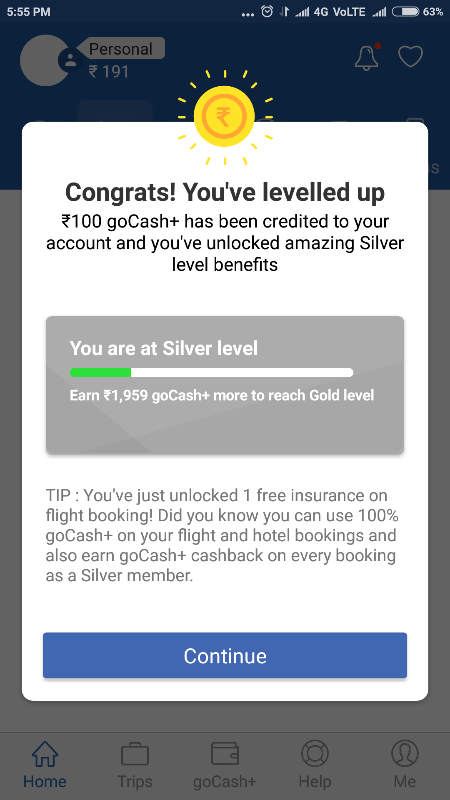 5:55 PM
... 4G VoLTE 63%
Personal
₹ 191
₹
Congrats! You've levelled up
₹100 goCash+ has been credited to your
account and you've unlocked amazing Silver
level benefits
You are at Silver level
Earn ₹1,959 goCash+ more to reach Gold level
TIP : You've just unlocked 1 free insurance on
flight booking! Did you know you can use 100%
goCash+ on your flight and hotel bookings and
also earn goCash+ cashback on every booking
as a Silver member.
Continue
Home Trips goCash+ Help Me